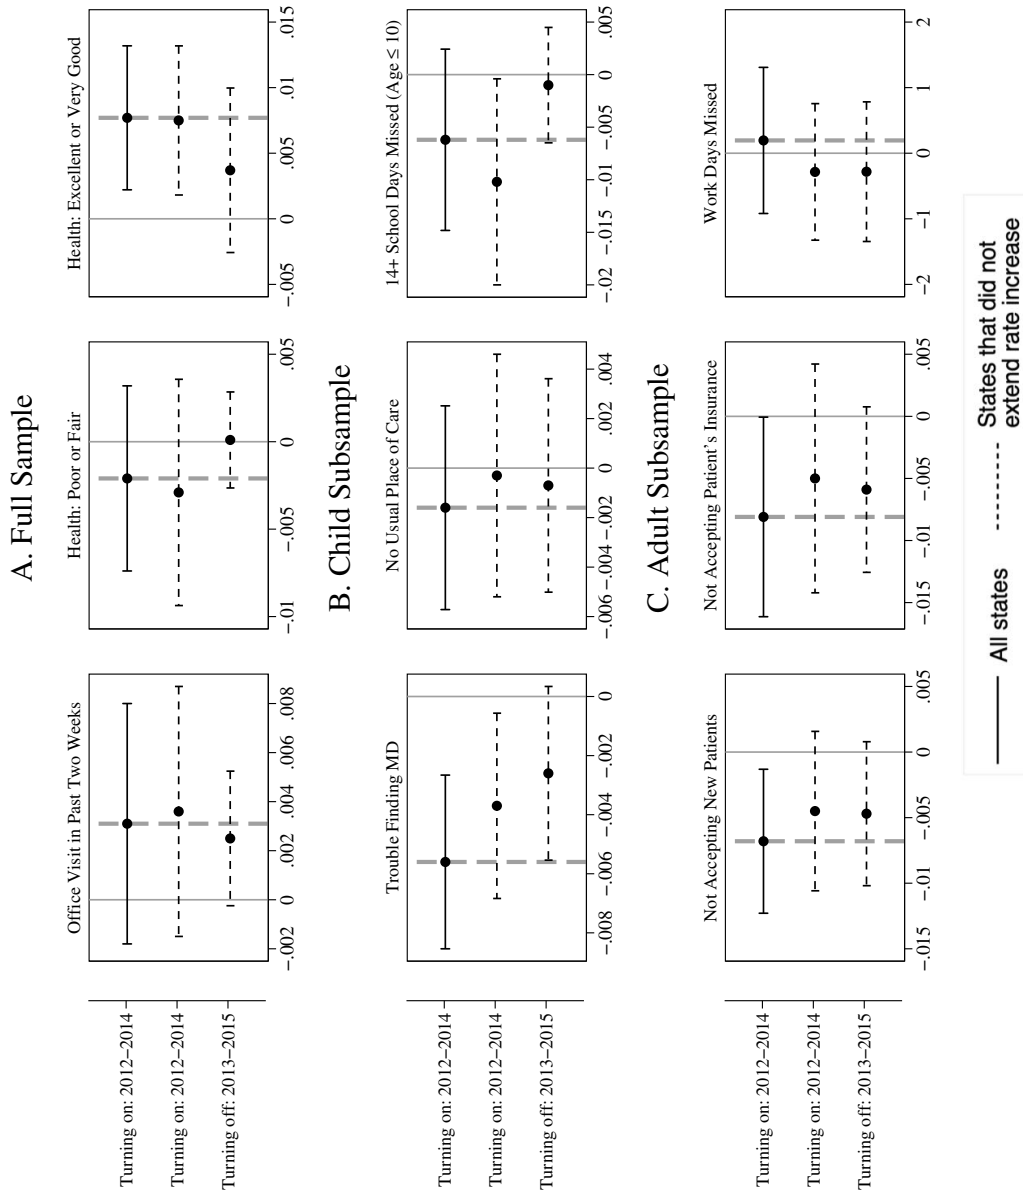 A. Full Sample
Office Visit in Past Two Weeks
Health: Poor or Fair
Health: Excellent or Very Good
Turning on: 2012–2014
Turning on: 2012–2014
Turning off: 2013–2015
−.002 0 .002 .004 .006 .008
−.01 −.005 0 .005
−.005 0 .005 .01 .015
B. Child Subsample
Trouble Finding MD
No Usual Place of Care
14+ School Days Missed (Age ≤ 10)
Turning on: 2012–2014
Turning on: 2012–2014
Turning off: 2013–2015
−.008 −.006 −.004 −.002 0
−.006 −.004 −.002 0 .002 .004
−.02 −.015 −.01 −.005 0 .005
C. Adult Subsample
Not Accepting New Patients
Not Accepting Patient's Insurance
Work Days Missed
Turning on: 2012–2014
Turning on: 2012–2014
Turning off: 2013–2015
−.015 −.01 −.005 0 .005
−.015 −.01 −.005 0 .005
−2 −1 0 1 2
All states
States that did not
extend rate increase